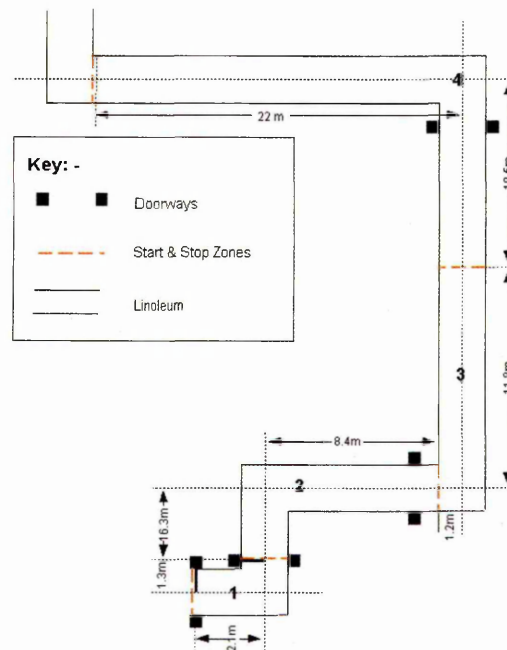 4
22 m
Key: -
Doorways
Start & Stop Zones
Linoleum
3
8.4m
2
16.3m
1.2m
1.3m
1
2.1m